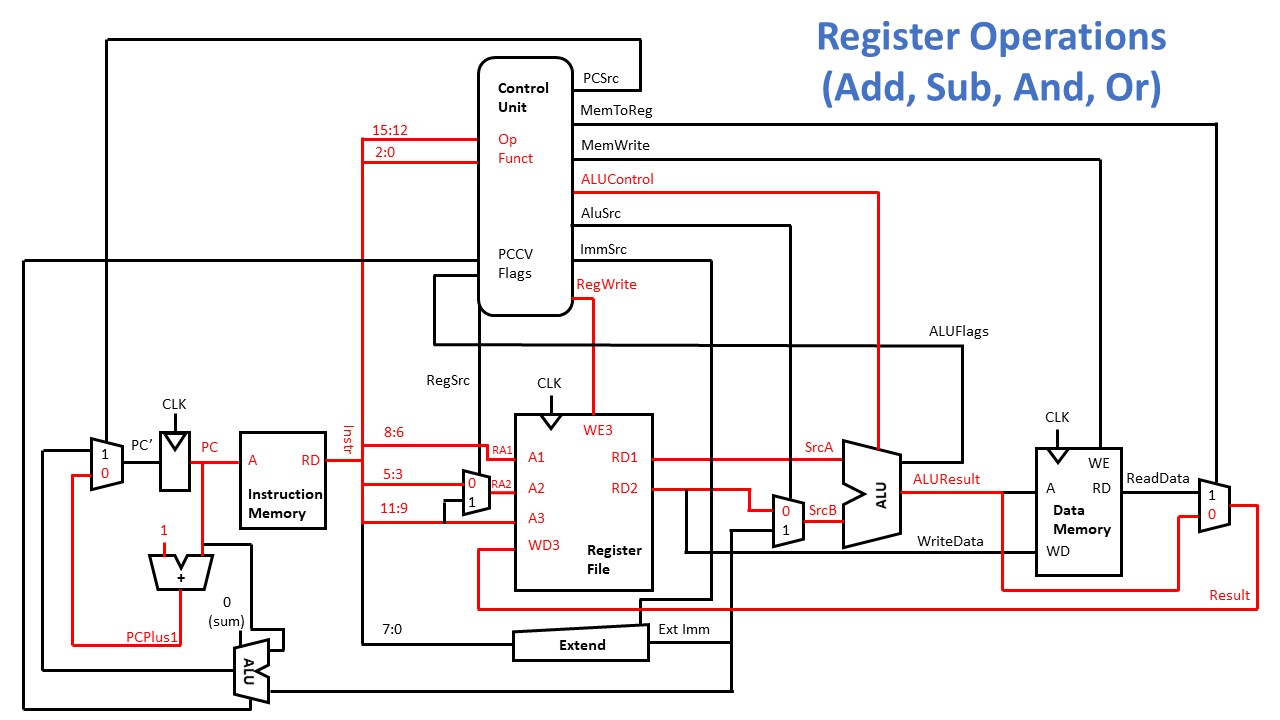 Register Operations
(Add, Sub, And, Or)
Control
Unit
PCSrc
MemToReg
15:12
Op
MemWrite
2:0
Funct
ALUControl
AluSrc
PCCV
Flags
ImmSrc
RegWrite
ALUFlags
RegSrc
CLK
CLK
CLK
Instr
8:6
WE3
PC’
PC
1
0
A
RD
RA1
A1
RD1
SrcA
WE
5:3
0
1
RA2
A2
RD2
ALU
ALUResult
A
RD
ReadData
1
0
Instruction
Memory
11:9
A3
0
1
SrcB
Data
Memory
1
+
WD3
Register
File
WriteData
WD
0
(sum)
Result
PCPlus1
7:0
Extend
Ext Imm
ALU